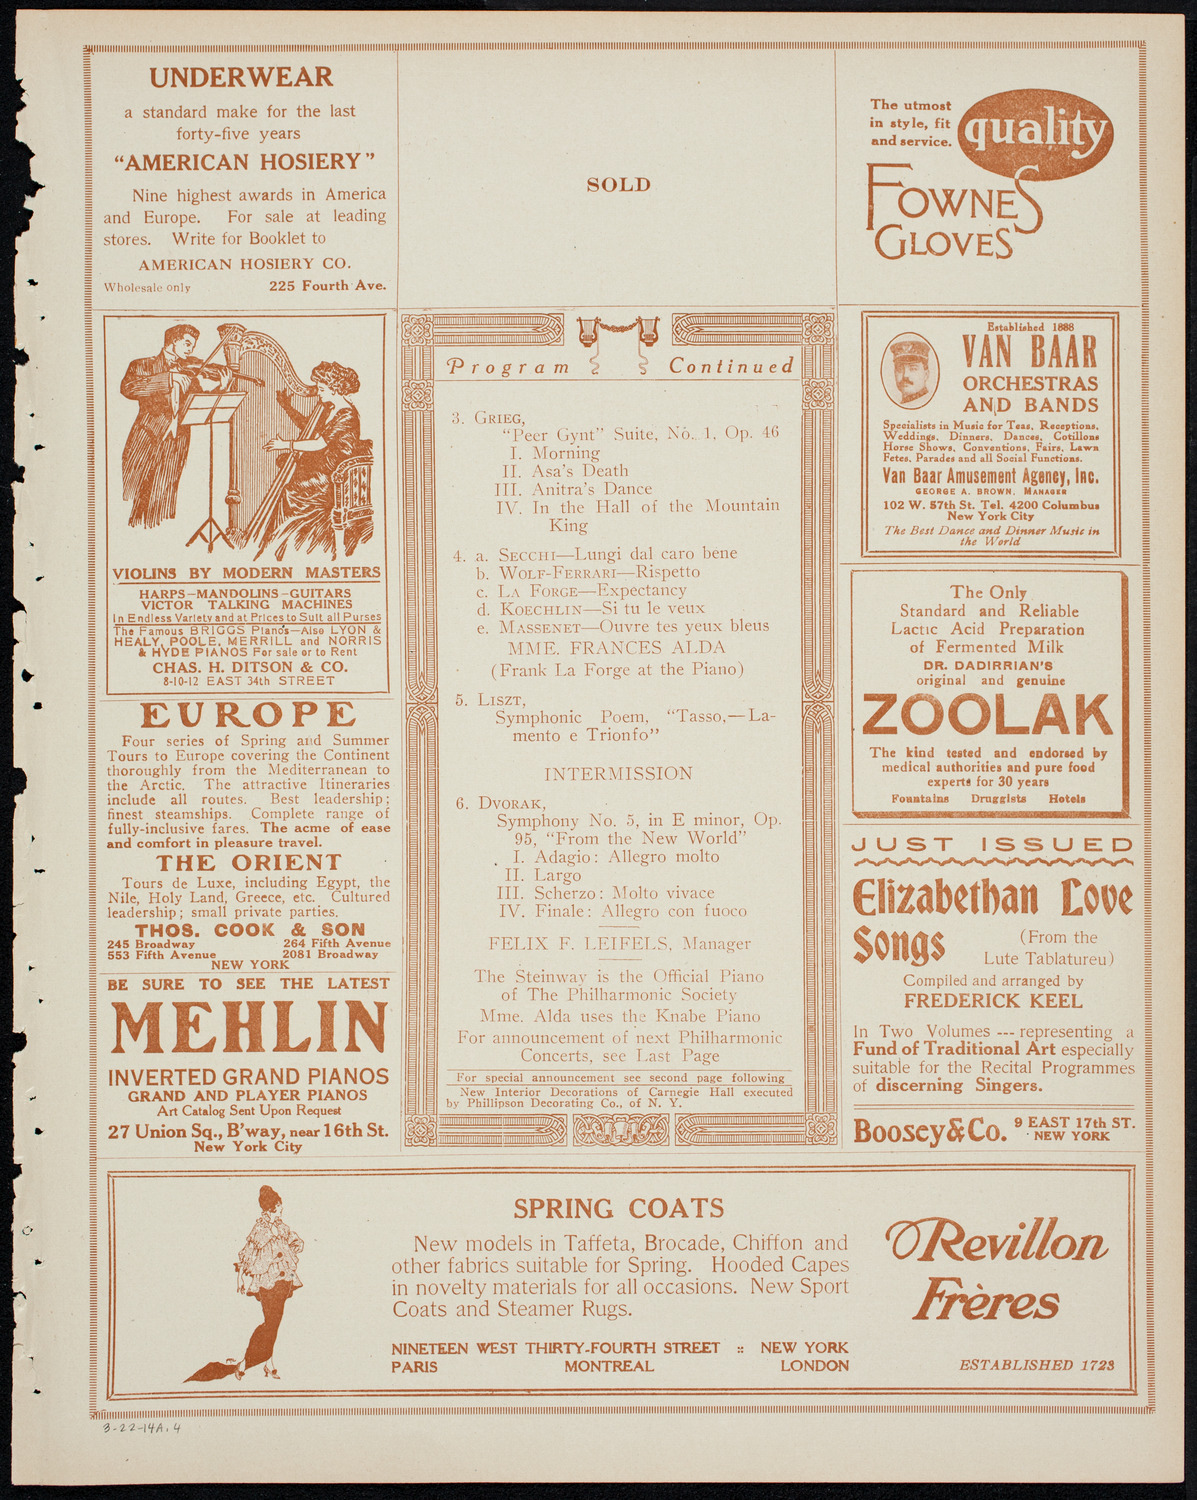 UNDERWEAR
a standard make for the last
forty-five years
"AMERICAN HOSIERY"
Nine highest awards in America
and Europe. For sale at leading
stores. Write for Booklet to
AMERICAN HOSIERY CO.
Wholesale only 225 Fourth Ave.
SOLD
The utmost
in style, fit
and service.
quality
FOWNES
GLOVES
VIOLINS BY MODERN MASTERS
HARPS—MANDOLINS—GUITARS
VICTOR TALKING MACHINES
In Endless Variety and at Prices to Suit all Purses
The Famous BRIGGS Pianos—Also LYON &
HEALY, POOLE, MERRILL and NORRIS
& HYDE PIANOS For sale or to Rent
CHAS. H. DITSON & CO.
8-10-12 EAST 34th STREET
EUROPE
Four series of Spring and Summer
Tours to Europe covering the Continent
thoroughly from the Mediterranean to
the Arctic. The attractive Itineraries
include all routes. Best leadership;
finest steamships. Complete range of
fully-inclusive fares. The acme of ease
and comfort in pleasure travel.
THE ORIENT
Tours de Luxe, including Egypt, the
Nile, Holy Land, Greece, etc. Cultured
leadership; small private parties.
THOS. COOK & SON
245 Broadway 264 Fifth Avenue
553 Fifth Avenue 2081 Broadway
NEW YORK
BE SURE TO SEE THE LATEST
MEHLIN
INVERTED GRAND PIANOS
GRAND AND PLAYER PIANOS
Art Catalog Sent Upon Request
27 Union Sq., B'way, near 16th St.
New York City
Program Continued
3. GRIEG,
"Peer Gynt" Suite, No. 1, Op. 46
I. Morning
II. Asa's Death
III. Anitra's Dance
IV. In the Hall of the Mountain
King
4. a. SECCHI—Lungi dal caro bene
b. WOLF-FERRARI—Rispetto
c. LA FORGE—Expectancy
d. KOECHLIN—Si tu le veux
e. MASSENET—Ouvre tes yeux bleus
MME. FRANCES ALDA
(Frank La Forge at the Piano)
5. LISZT,
Symphonic Poem, "Tasso,—La-
mento e Trionfo"
INTERMISSION
6. DVORAK,
Symphony No. 5, in E minor, Op.
95, "From the New World"
I. Adagio: Allegro molto
II. Largo
III. Scherzo: Molto vivace
IV. Finale: Allegro con fuoco
FELIX F. LEIFELS, Manager
The Steinway is the Official Piano
of The Philharmonic Society
Mme. Alda uses the Knabe Piano
For announcement of next Philharmonic
Concerts, see Last Page
For special announcement see second page following
New Interior Decorations of Carnegie Hall executed
by Phillipson Decorating Co., of N. Y.
Established 1888
VAN BAAR
ORCHESTRAS
AND BANDS
Specialists in Music for Teas, Receptions,
Weddings, Dinners, Dances, Cotillons
Horse Shows, Conventions, Fairs, Lawn
Fetes, Parades and all Social Functions.
Van Baar Amusement Agency, Inc.
GEORGE A. BROWN, MANAGER
102 W. 57th St. Tel. 4200 Columbus
New York City
The Best Dance and Dinner Music in
the World
The Only
Standard and Reliable
Lactic Acid Preparation
of Fermented Milk
DR. DADIRRIAN'S
original and genuine
ZOOLAK
The kind tested and endorsed by
medical authorities and pure food
experts for 30 years
Fountains Druggists Hotels
JUST ISSUED
Elizabethan Love
Songs (From the
Lute Tablatureu)
Compiled and arranged by
FREDERICK KEEL
In Two Volumes --- representing a
Fund of Traditional Art especially
suitable for the Recital Programmes
of discerning Singers.
Boosey & Co. 9 EAST 17th ST.
NEW YORK
SPRING COATS
New models in Taffeta, Brocade, Chiffon and
other fabrics suitable for Spring. Hooded Capes
in novelty materials for all occasions. New Sport
Coats and Steamer Rugs.
NINETEEN WEST THIRTY-FOURTH STREET :: NEW YORK
PARIS MONTREAL LONDON
Revillon
Frères
ESTABLISHED 1723
3-22-14A.4